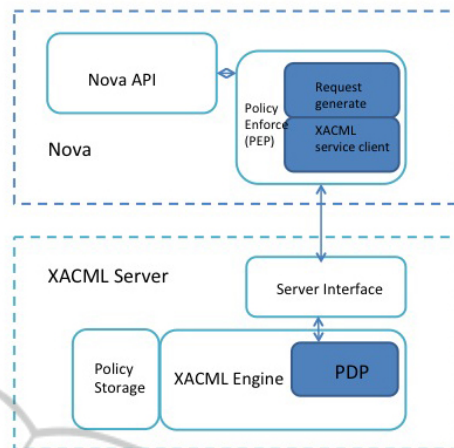 Nova API
Policy
Enforce
(PEP)
Request
generate
XACML
service client
Nova
XACML Server
Server Interface
Policy
Storage
XACML Engine
PDP